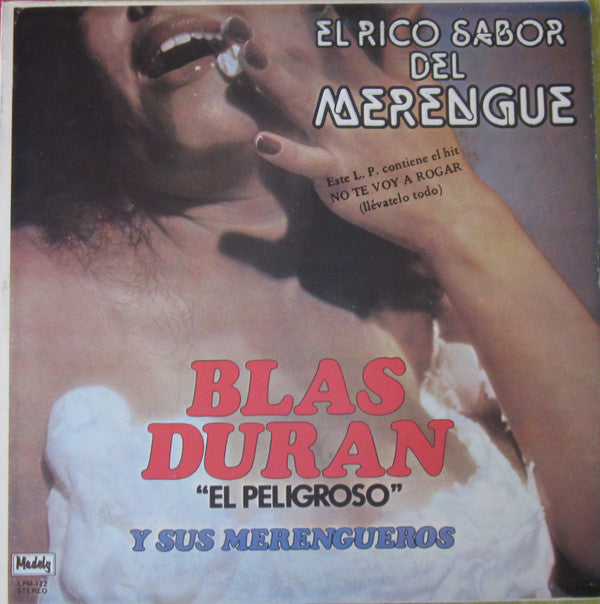 EL RICO SABOR
DEL
MERENGUE
Este L. P. contiene el hit
NO TE VOY A ROGAR
(llévatelo todo)
BLAS
DURAN
"EL PELIGROSO"
Y SUS MERENGUEROS
Madely
LPM-122
STEREO